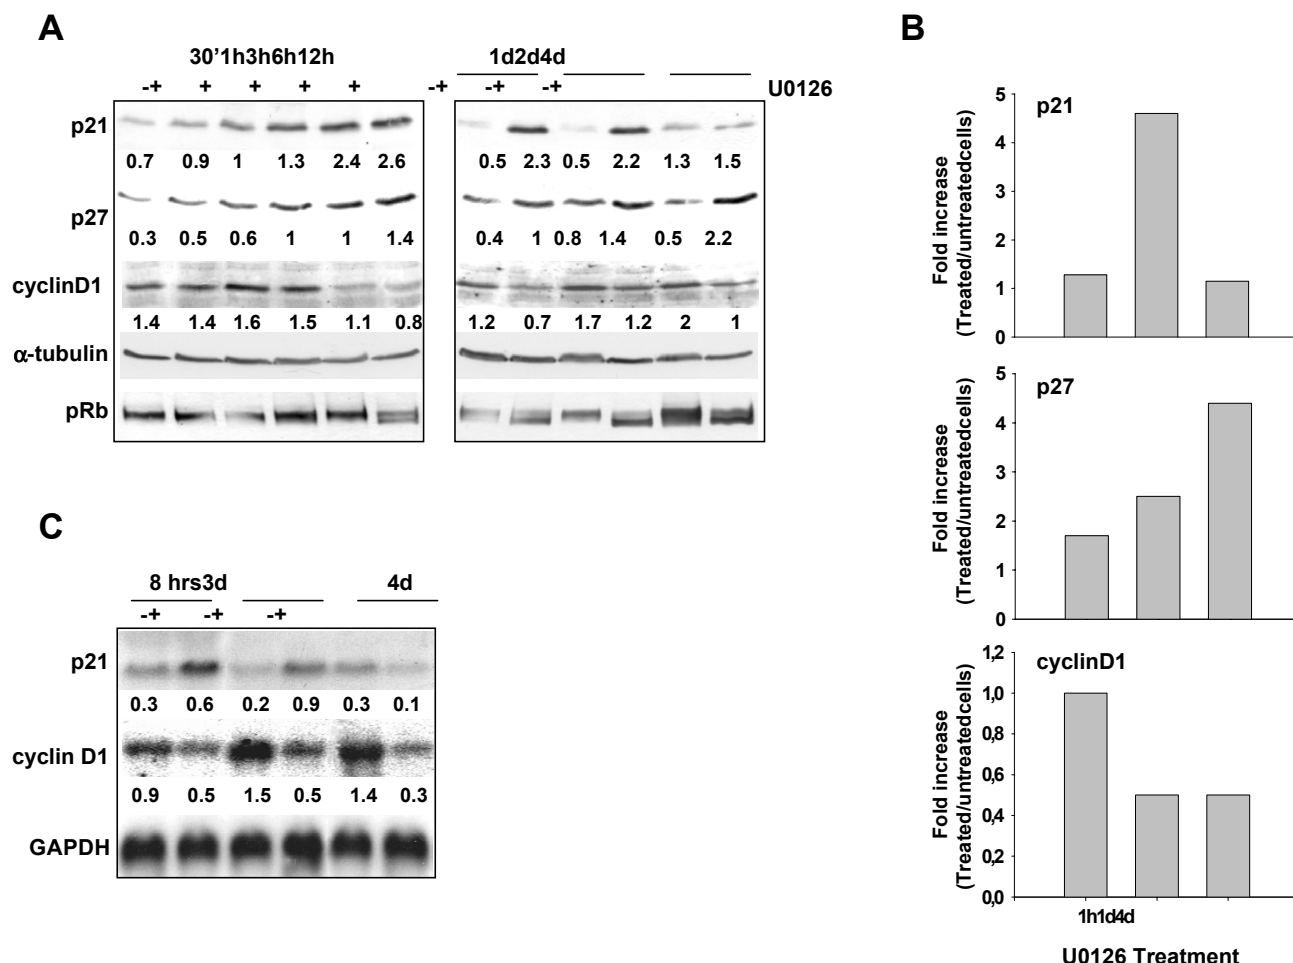 A
30'1h3h6h12h
1d2d4d
-+ + + + + -+ -+ -+ U0126
p21
0.7 0.9 1 1.3 2.4 2.6 0.5 2.3 0.5 2.2 1.3 1.5
p27
0.3 0.5 0.6 1 1 1.4 0.4 1 0.8 1.4 0.5 2.2
cyclinD1
1.4 1.4 1.6 1.5 1.1 0.8 1.2 0.7 1.7 1.2 2 1
α-tubulin
pRb
B
p21
Fold increase
(Treated/untreatedcells)
5
4
3
2
1
0
p27
Fold increase
(Treated/untreatedcells)
5
4
3
2
1
0
cyclinD1
Fold increase
(Treated/untreatedcells)
1,2
1,0
0,8
0,6
0,4
0,2
0,0
1h1d4d
U0126 Treatment
C
8 hrs3d 4d
-+ -+ -+
p21
0.3 0.6 0.2 0.9 0.3 0.1
cyclin D1
0.9 0.5 1.5 0.5 1.4 0.3
GAPDH